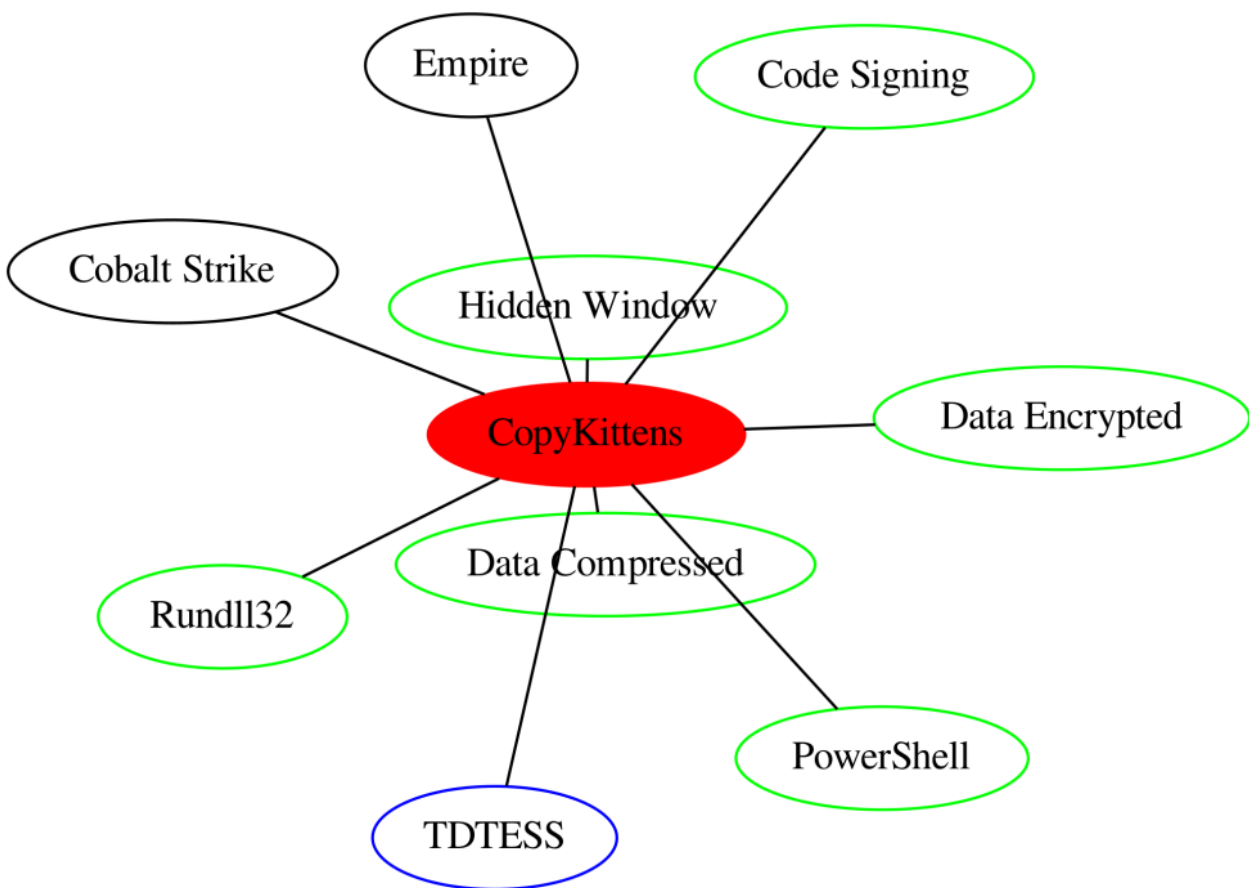 Empire
Code Signing
Cobalt Strike
Hidden Window
Data Encrypted
CopyKittens
Data Compressed
Rundll32
PowerShell
TDTESS